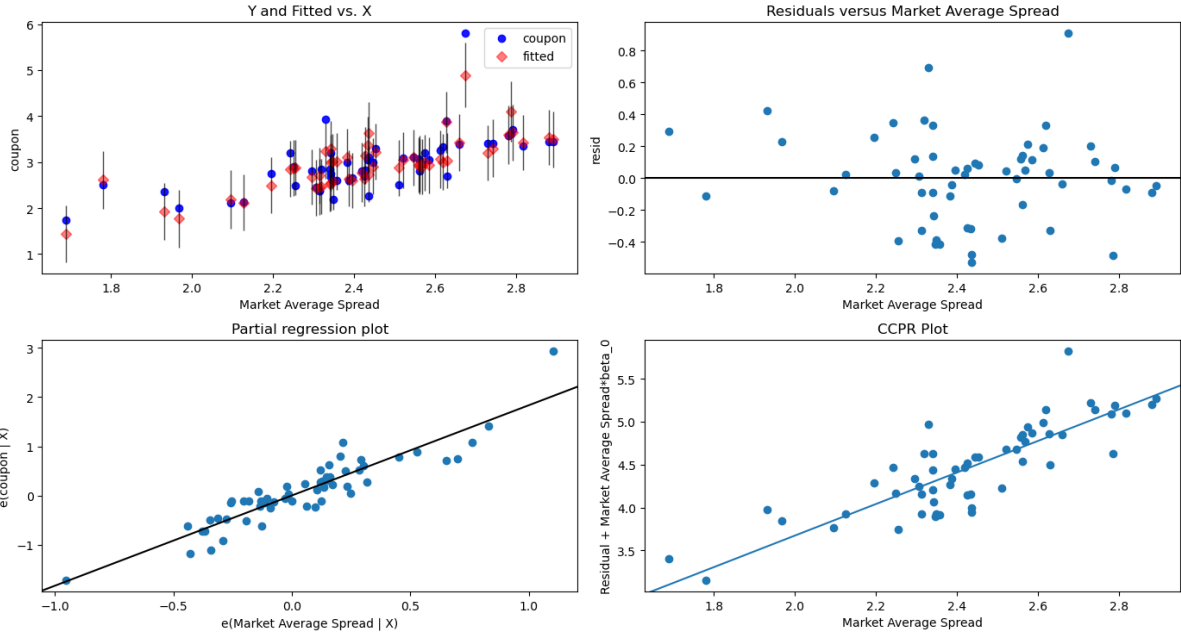 Y and Fitted vs. X
6
5
4
3
2
1
coupon
coupon
fitted
1.8 2.0 2.2 2.4 2.6 2.8
Market Average Spread
Residuals versus Market Average Spread
0.8
0.6
0.4
0.2
0.0
−0.2
−0.4
resid
1.8 2.0 2.2 2.4 2.6 2.8
Market Average Spread
Partial regression plot
3
2
1
0
−1
e(coupon | X)
−1.0 −0.5 0.0 0.5 1.0
e(Market Average Spread | X)
CCPR Plot
5.5
5.0
4.5
4.0
3.5
Residual + Market Average Spread*beta_0
1.8 2.0 2.2 2.4 2.6 2.8
Market Average Spread